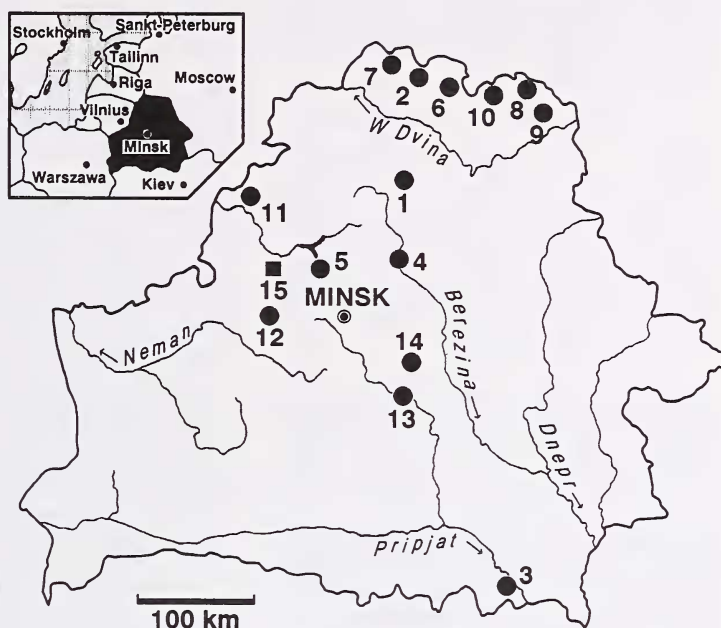 Stockholm
Sankt-Peterburg
Tailinn
Riga
Moscow
Vilnius
Minsk
Warszawa
Kiev
7
2
6
10
8
9
W Dvina
1
11
5
4
15
MINSK
12
Neman
14
Berezina
13
Dnepr
Pripjat
3
100 km